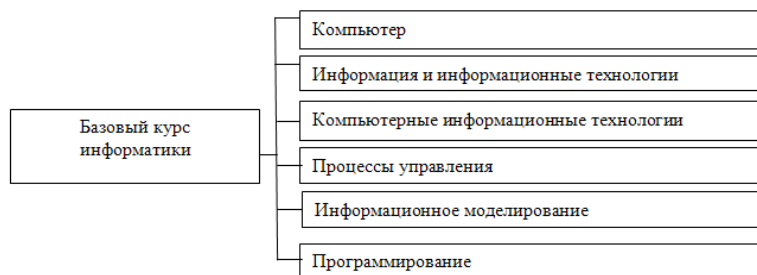 Компьютер
Информация и информационные технологии
Базовый курс
информатики
Компьютерные информационные технологии
Процессы управления
Информационное моделирование
Программирование